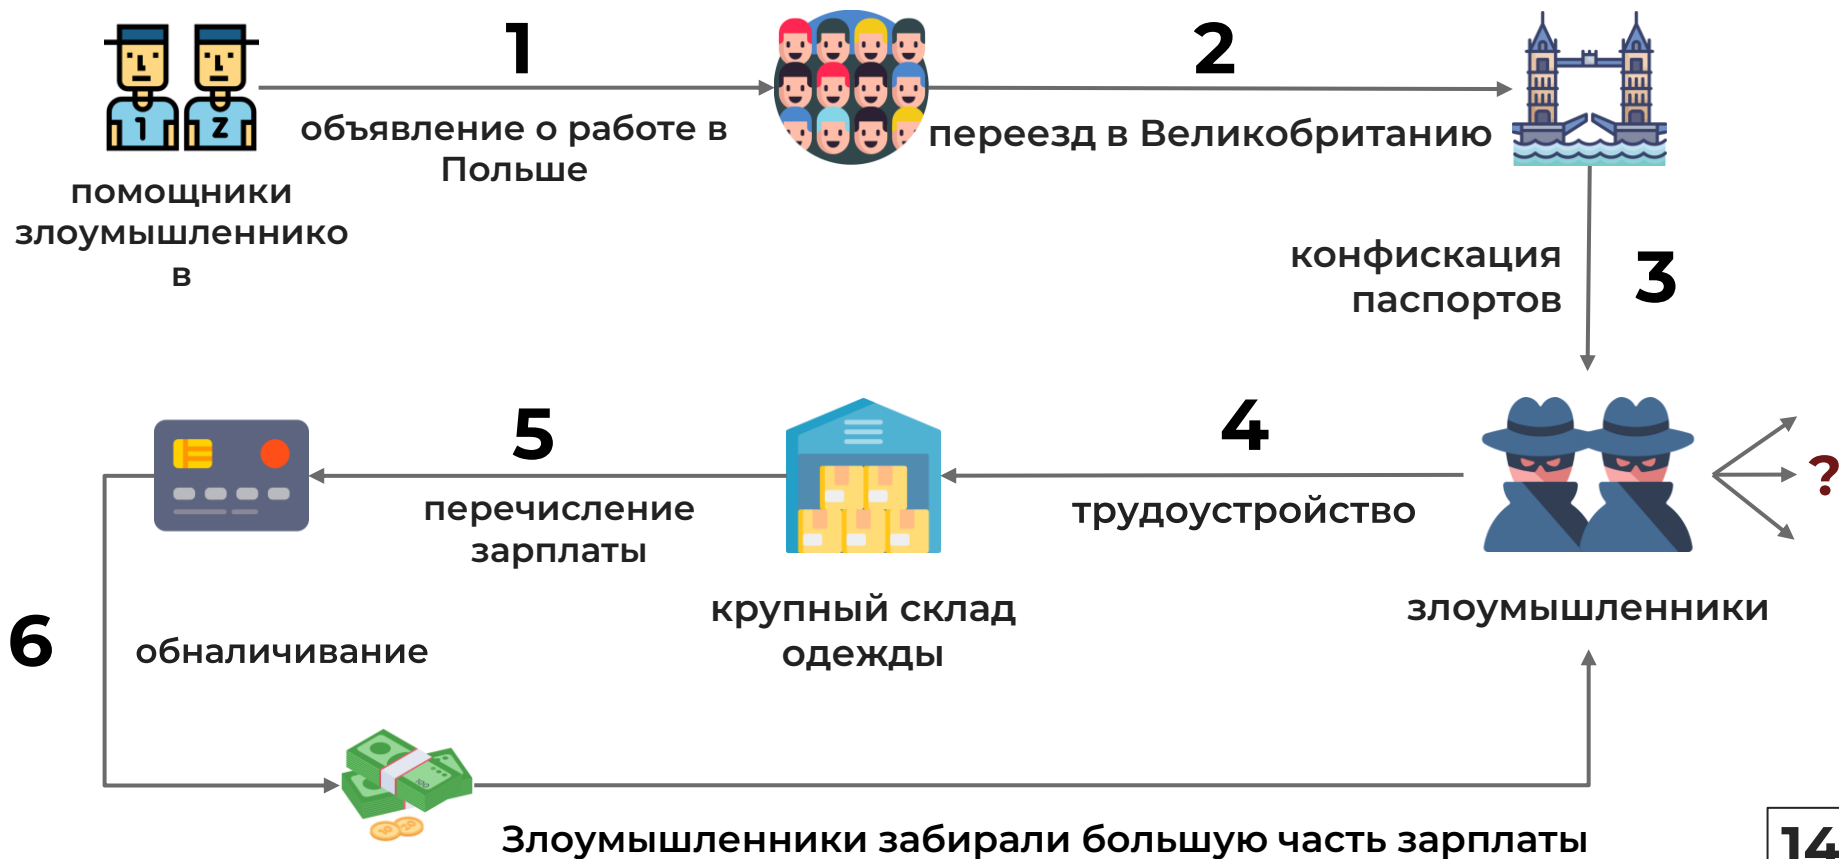 1
объявление о работе в
Польше
2
переезд в Великобританию
помощники
злоумышленнико
в
1
Z
конфискация
паспортов
3
4
трудоустройство
злоумышленники
?
крупный склад
одежды
5
перечисление
зарплаты
6
обналичивание
Злоумышленники забирали большую часть зарплаты
14